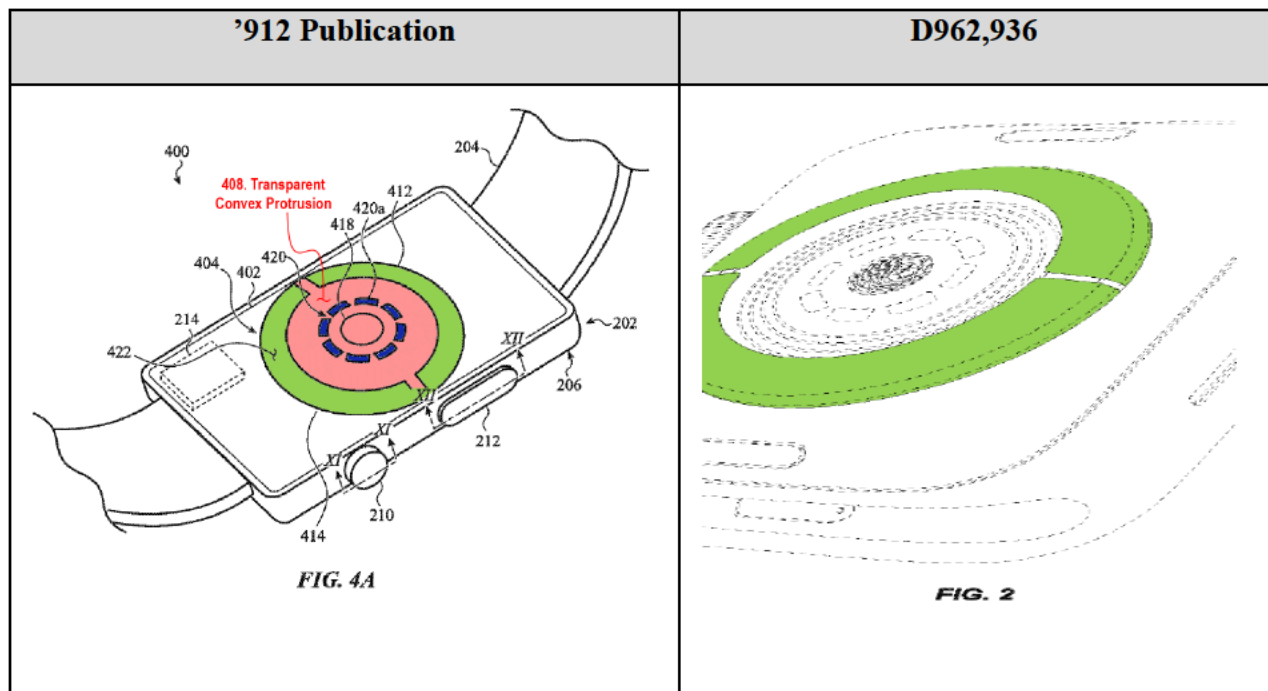 ’912 Publication
D962,936
400
204
408. Transparent
Convex Protrusion
412
420a
418
420
404
402
214
422
XII
202
206
XII
212
XI
XI
210
414
FIG. 4A
FIG. 2